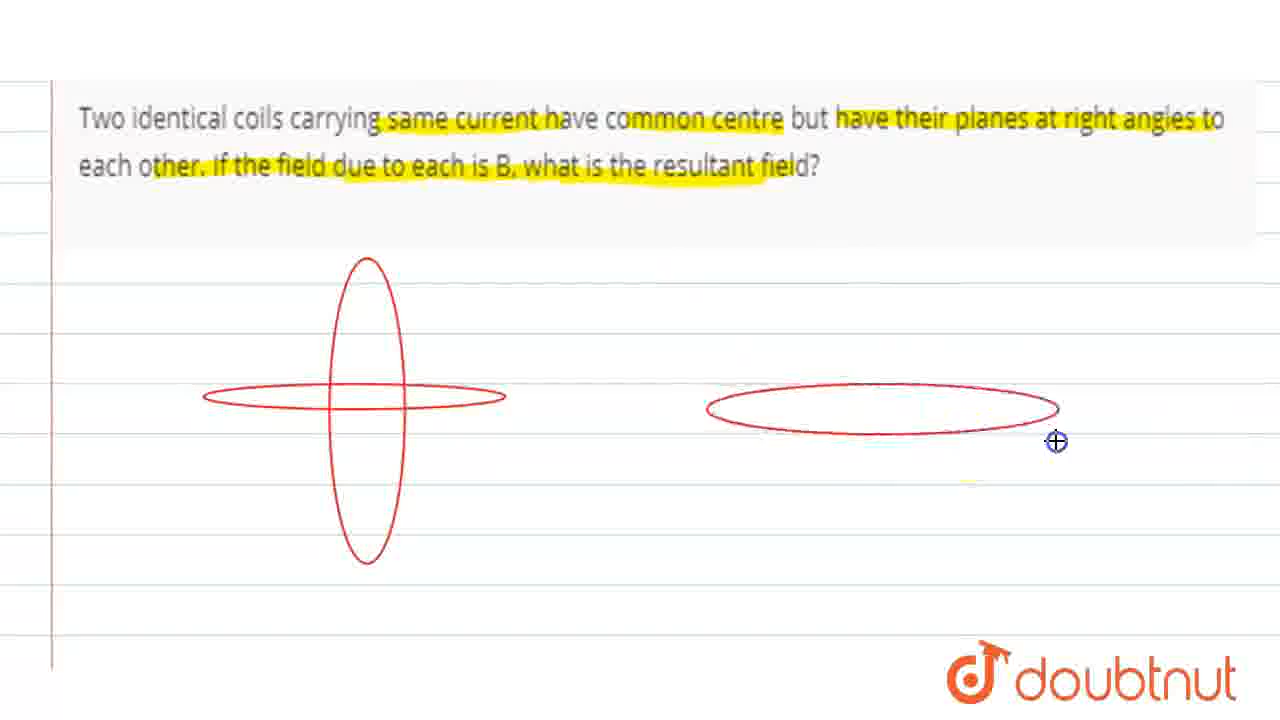 Two identical coils carrying same current have common centre but have their planes at right angles to
each other. If the field due to each is B, what is the resultant field?
doubtnut